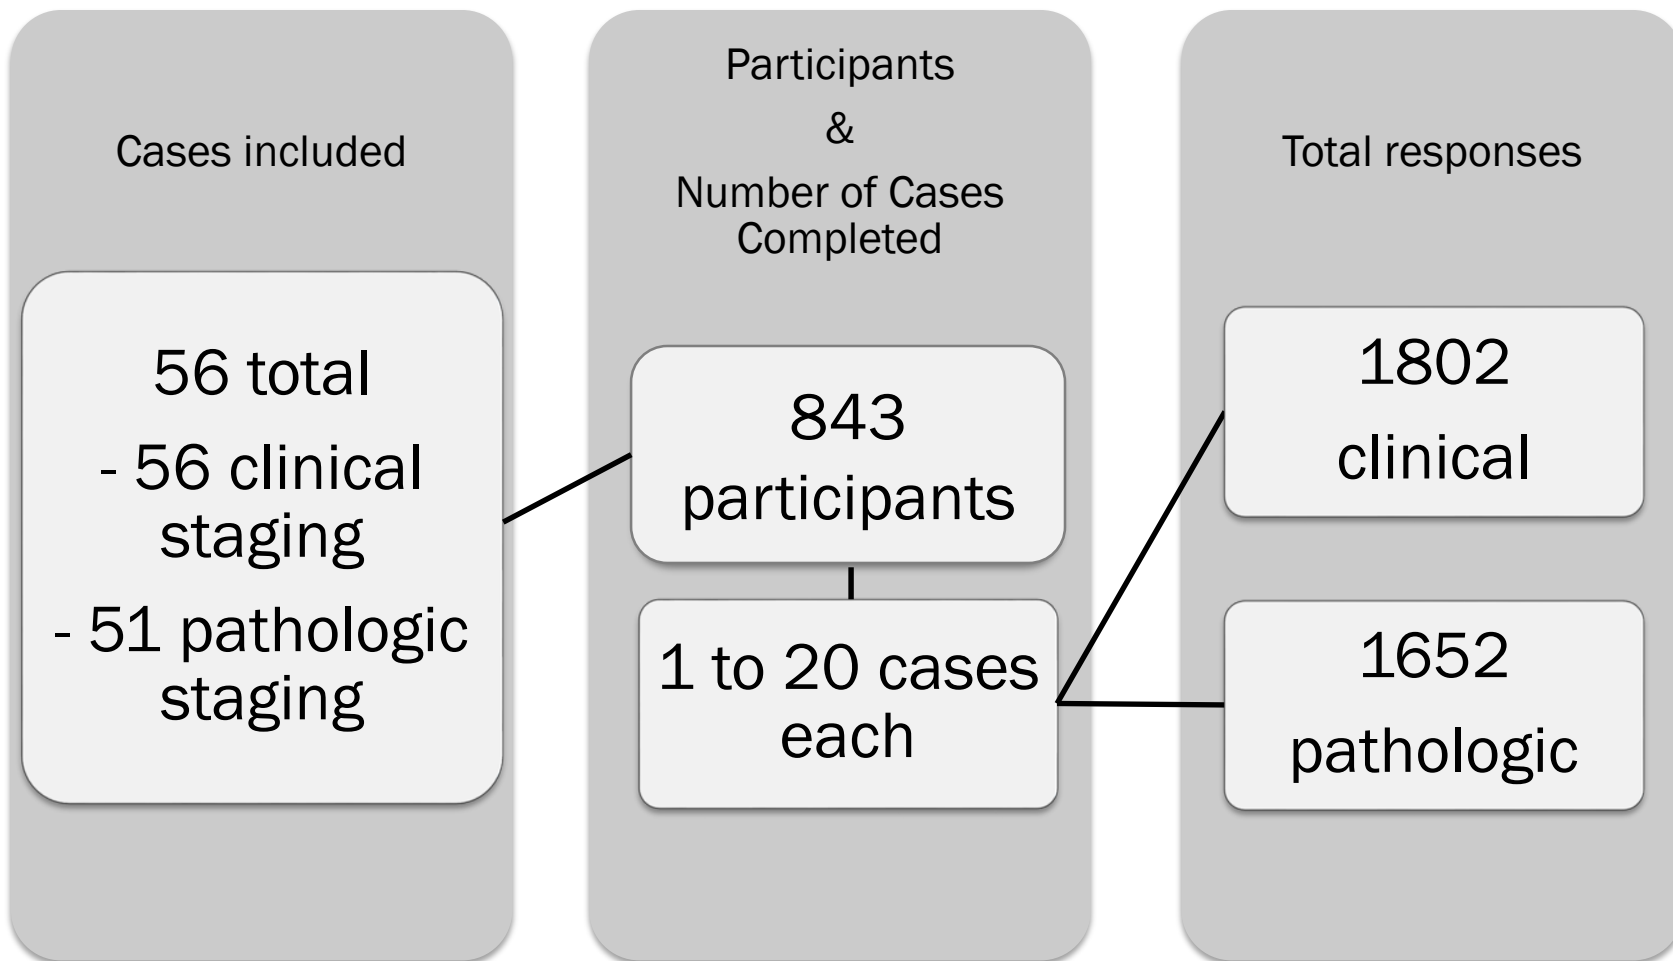 Cases included
56 total
- 56 clinical
staging
- 51 pathologic
staging
Participants
&
Number of Cases
Completed
843
participants
1 to 20 cases
each
Total responses
1802
clinical
1652
pathologic